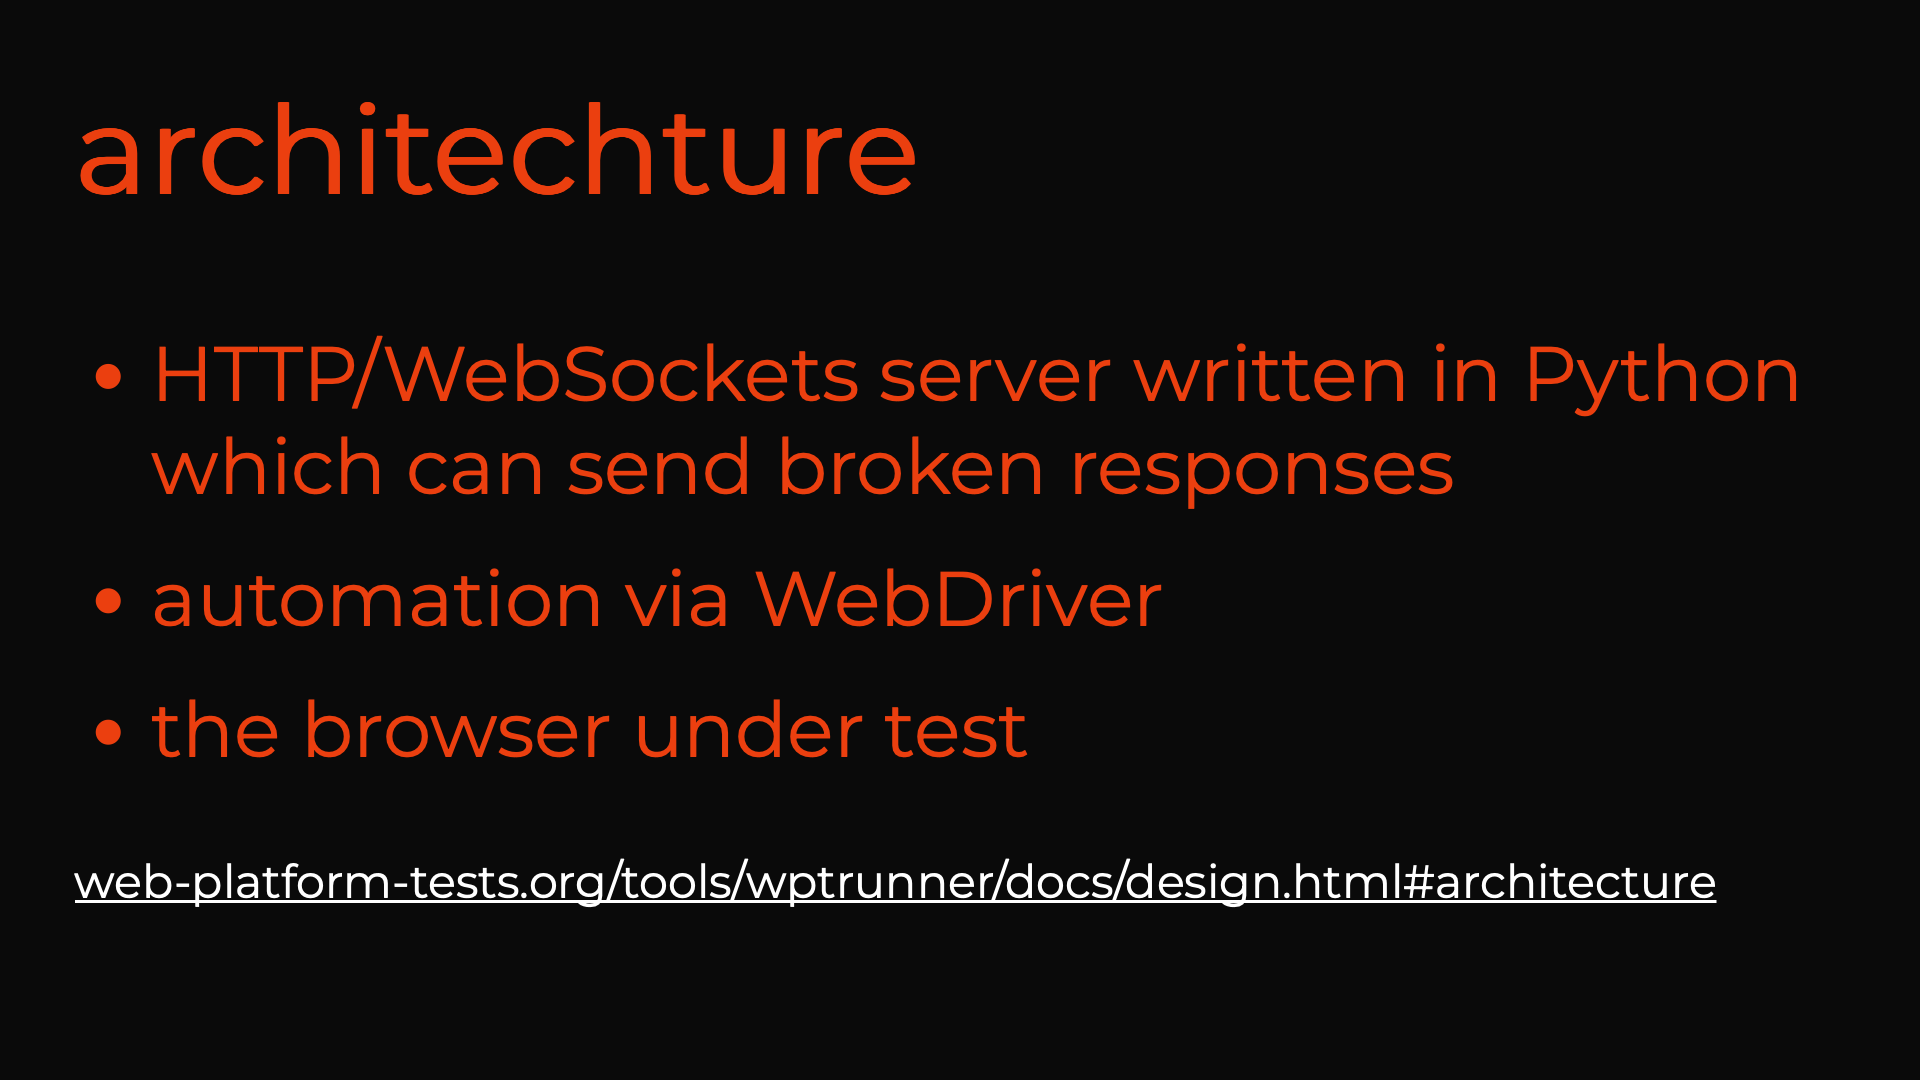 architechture
• HTTP/WebSockets server written in Python
which can send broken responses
• automation via WebDriver
• the browser under test
web-platform-tests.org/tools/wptrunner/docs/design.html#architecture